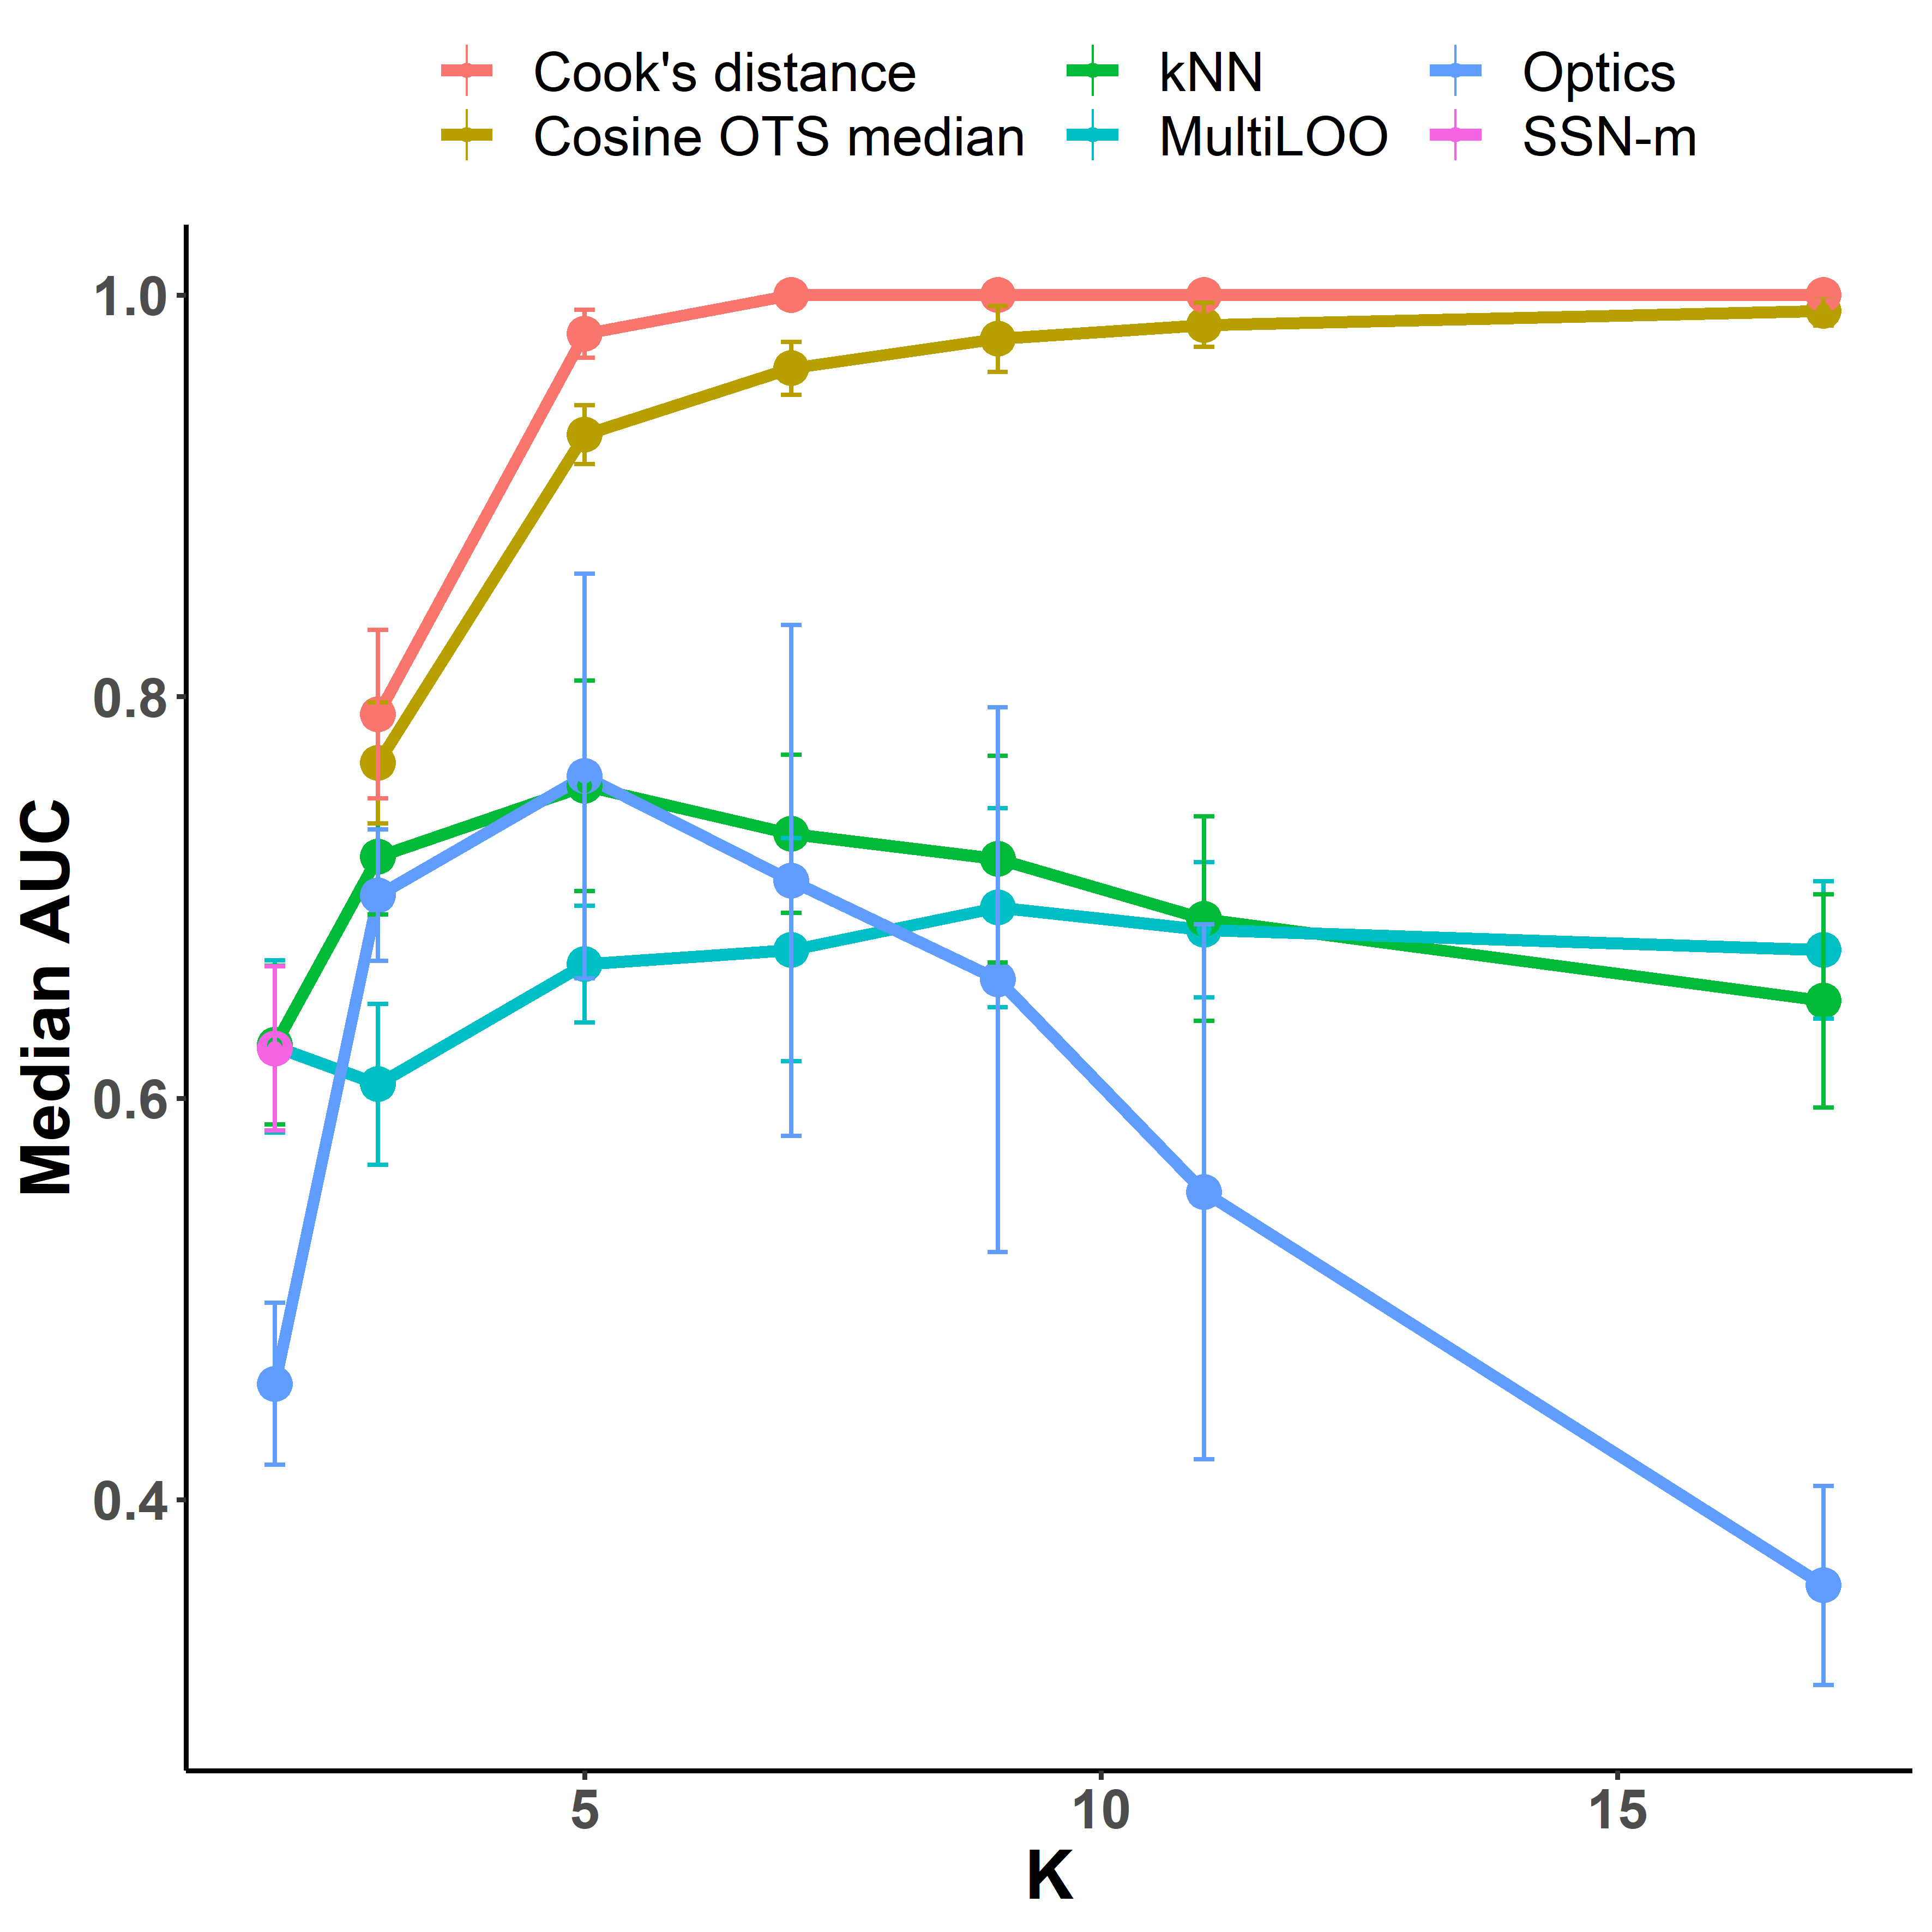 Cook's distance kNN Optics
Cosine OTS median MultiLOO SSN-m
1.0
0.8
0.6
0.4
Median AUC
5 10 15
K